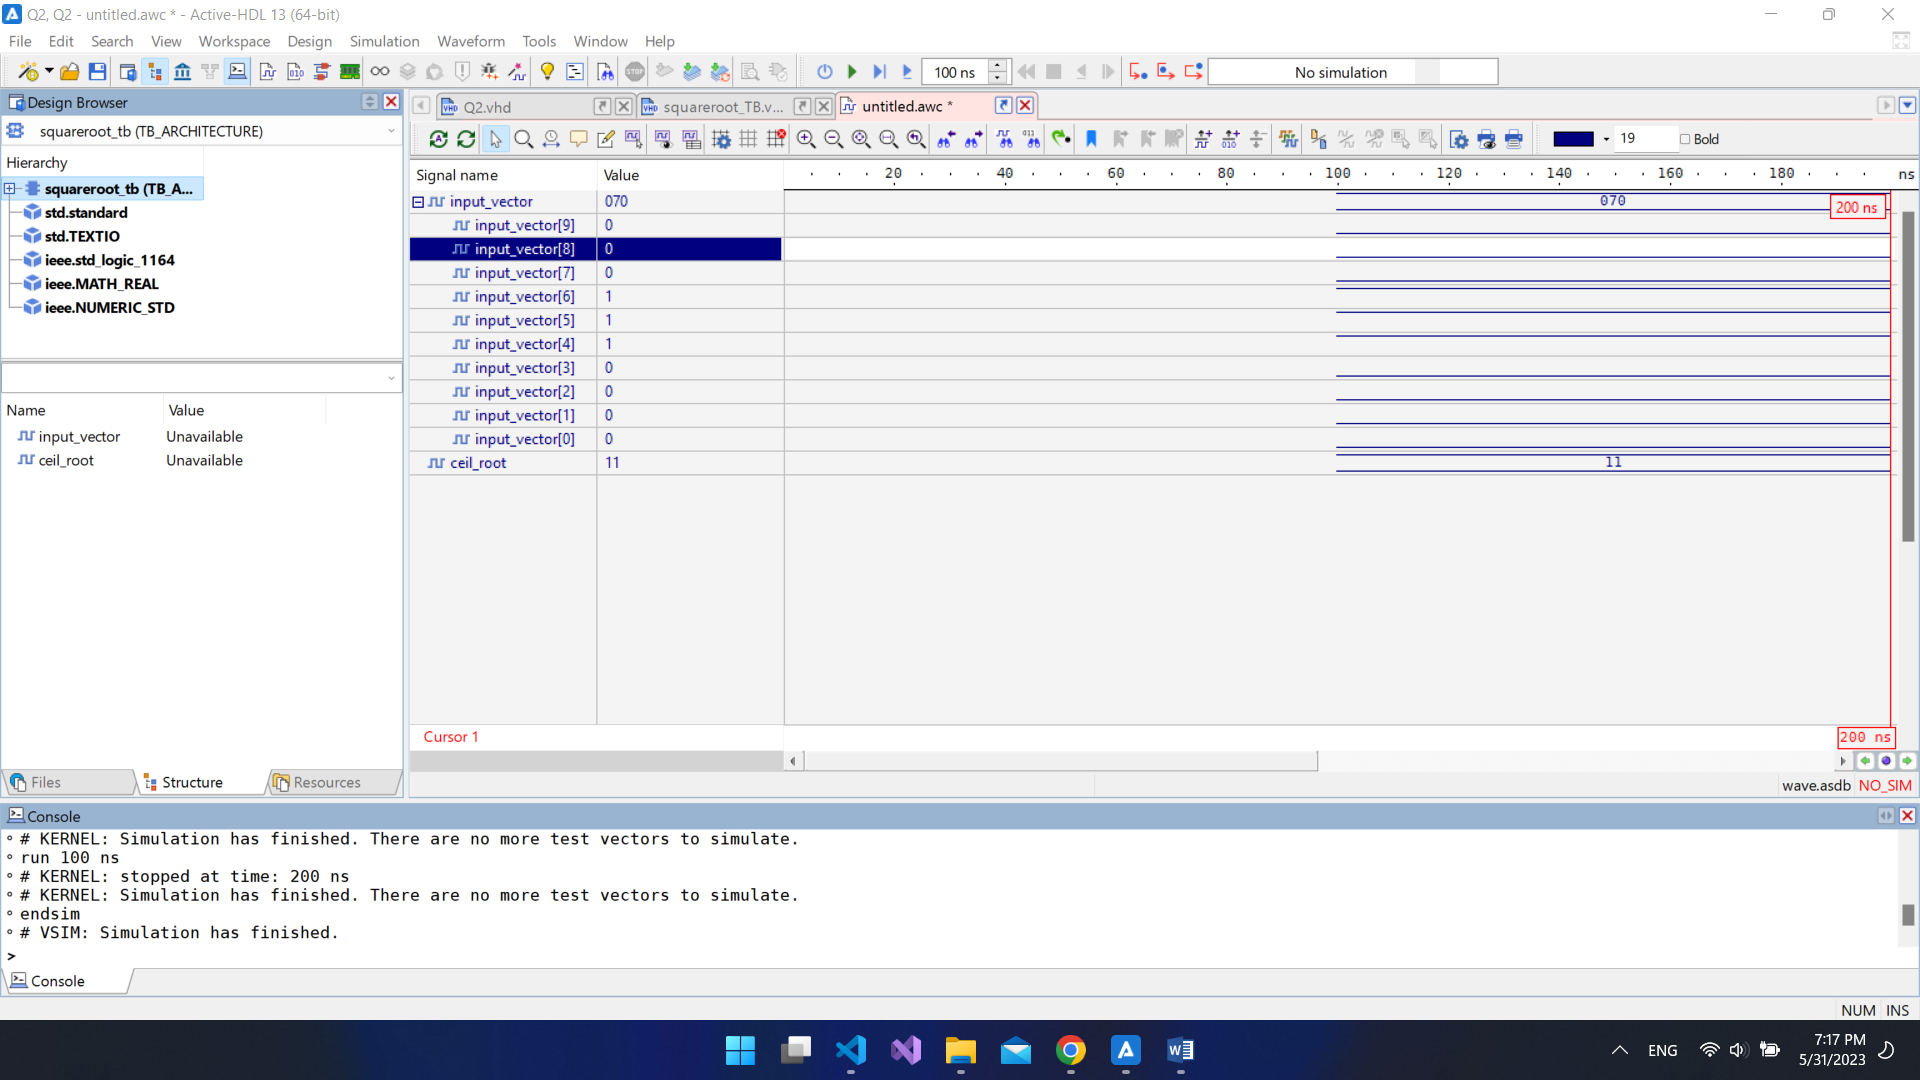 Q2, Q2 - untitled.awc * - Active-HDL 13 (64-bit)
File Edit Search View Workspace Design Simulation Waveform Tools Window Help
100 ns No simulation
Design Browser
squareroot_tb (TB_ARCHITECTURE)
Hierarchy
squareroot_tb (TB_A...
std.standard
std.TEXTIO
ieee.std_logic_1164
ieee.MATH_REAL
ieee.NUMERIC_STD
Name Value
input_vector Unavailable
ceil_root Unavailable
Files Structure Resources
Q2.vhd squareroot_TB.v... untitled.awc *
19 Bold
Signal name Value 20 40 60 80 100 120 140 160 180 ns
input_vector 070 070 200 ns
input_vector[9] 0
input_vector[8] 0
input_vector[7] 0
input_vector[6] 1
input_vector[5] 1
input_vector[4] 1
input_vector[3] 0
input_vector[2] 0
input_vector[1] 0
input_vector[0] 0
ceil_root 11 11
Cursor 1 200 ns
wave.asdb NO_SIM
Console
# KERNEL: Simulation has finished. There are no more test vectors to simulate.
run 100 ns
# KERNEL: stopped at time: 200 ns
# KERNEL: Simulation has finished. There are no more test vectors to simulate.
endsim
# VSIM: Simulation has finished.
>
Console
NUM INS
ENG 7:17 PM
5/31/2023